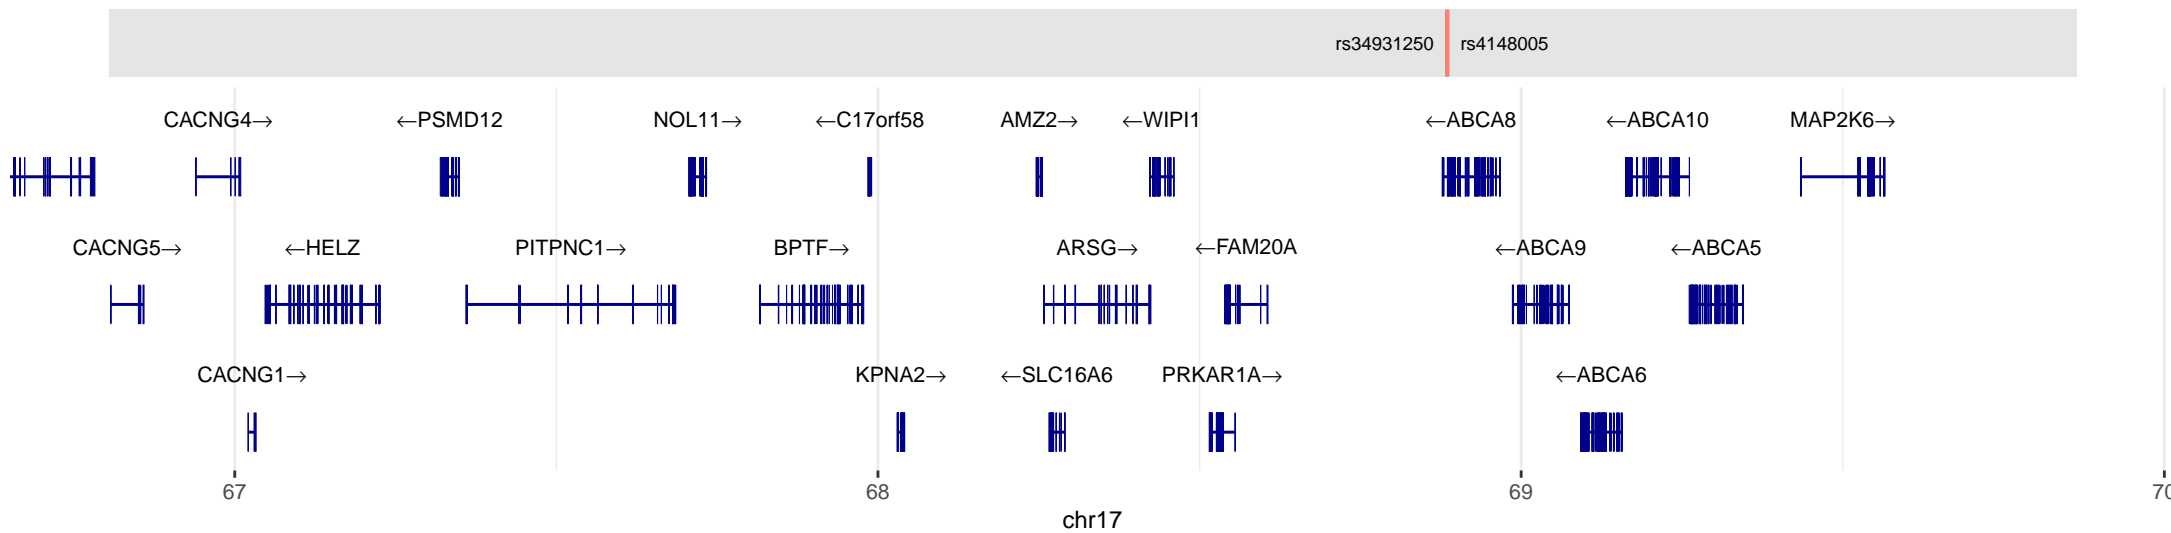 rs34931250 rs4148005
CACNG4→ ←PSMD12 NOL11→ ←C17orf58 AMZ2→ ←WIPI1 ←ABCA8 ←ABCA10 MAP2K6→
CACNG5→ ←HELZ PITPNC1→ BPTF→ ARSG→ ←FAM20A ←ABCA9 ←ABCA5
CACNG1→ KPNA2→ ←SLC16A6 PRKAR1A→ ←ABCA6
67 68 69 70
chr17